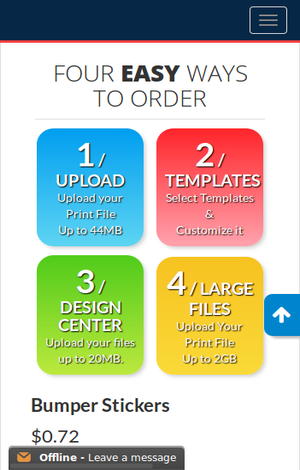 FOUR EASY WAYS
TO ORDER
1 /
UPLOAD
Upload your
Print File
Up to 44MB
2 /
TEMPLATES
Select Templates
&
Customize it
3 /
DESIGN
CENTER
Upload your files
up to 20MB.
4 / LARGE
FILES
Upload Your
Print File
Up to 2GB
Bumper Stickers
$0.72
Offline - Leave a message